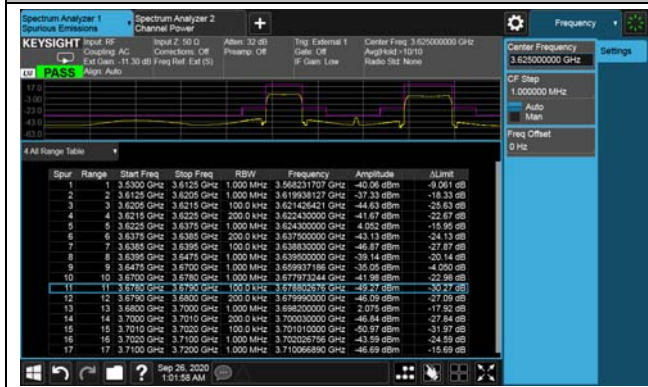 Spectrum Analyzer 1
Spurious Emissions
Spectrum Analyzer 2
Channel Power
Frequency
KEYSIGHT Input: RF Input Z: 50 Ω Atten: 32 dB Trig: External 1 Center Freq: 3.625000000 GHz
Coupling: AC Corrections: Off Preamp: Off Gate: Off Avg|Hold:>10/10
Ext Gain: -11.30 dB Freq Ref: Ext (S) IF Gain: Low Radio Std: None
LU PASS Align: Auto
Center Frequency
3.625000000 GHz
Settings
CF Step
1.000000 MHz
Auto
Man
Freq Offset
0 Hz
17.0
-3.00
-23.0
-43.0
-63.0
4 All Range Table
Spur Range Start Freq Stop Freq RBW Frequency Amplitude ΔLimit
1 1 3.5300 GHz 3.6125 GHz 1.000 MHz 3.568231707 GHz -40.06 dBm -9.061 dB
2 2 3.6125 GHz 3.6205 GHz 1.000 MHz 3.619938127 GHz -37.33 dBm -18.33 dB
3 3 3.6205 GHz 3.6215 GHz 100.0 kHz 3.621426421 GHz -44.63 dBm -25.63 dB
4 4 3.6215 GHz 3.6225 GHz 200.0 kHz 3.622430000 GHz -41.67 dBm -22.67 dB
5 5 3.6225 GHz 3.6375 GHz 1.000 MHz 3.624300000 GHz 4.052 dBm -15.95 dB
6 6 3.6375 GHz 3.6385 GHz 200.0 kHz 3.637500000 GHz -43.13 dBm -24.13 dB
7 7 3.6385 GHz 3.6395 GHz 100.0 kHz 3.638830000 GHz -46.87 dBm -27.87 dB
8 8 3.6395 GHz 3.6475 GHz 1.000 MHz 3.639500000 GHz -39.14 dBm -20.14 dB
9 9 3.6475 GHz 3.6700 GHz 1.000 MHz 3.659937186 GHz -35.05 dBm -4.050 dB
10 10 3.6700 GHz 3.6780 GHz 1.000 MHz 3.677973244 GHz -41.98 dBm -22.98 dB
11 11 3.6780 GHz 3.6790 GHz 100.0 kHz 3.678802676 GHz -49.27 dBm -30.27 dB
12 12 3.6790 GHz 3.6800 GHz 200.0 kHz 3.679990000 GHz -46.09 dBm -27.09 dB
13 13 3.6800 GHz 3.7000 GHz 1.000 MHz 3.698200000 GHz 2.075 dBm -17.92 dB
14 14 3.7000 GHz 3.7010 GHz 200.0 kHz 3.700030000 GHz -46.84 dBm -27.84 dB
15 15 3.7010 GHz 3.7020 GHz 100.0 kHz 3.701010000 GHz -50.97 dBm -31.97 dB
16 16 3.7020 GHz 3.7100 GHz 1.000 MHz 3.702026756 GHz -43.59 dBm -24.59 dB
17 17 3.7100 GHz 3.7200 GHz 1.000 MHz 3.710066890 GHz -46.69 dBm -15.69 dB
Sep 26, 2020
1:01:58 AM